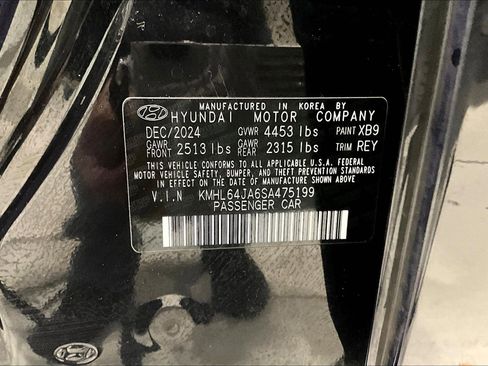 MANUFACTURED IN KOREA BY
HYUNDAI MOTOR COMPANY
DEC/2024 GVWR 4453 lbs PAINT XB9
GAWR FRONT 2513 lbs GAWR REAR 2315 lbs TRIM REY
THIS VEHICLE CONFORMS TO ALL APPLICABLE U.S.A. FEDERAL
MOTOR VEHICLE SAFETY, BUMPER, AND THEFT PREVENTION STANDARDS
IN EFFECT ON THE DATE OF MANUFACTURE SHOWN ABOVE.
V.I.N KMHL64JA6SA475199
PASSENGER CAR